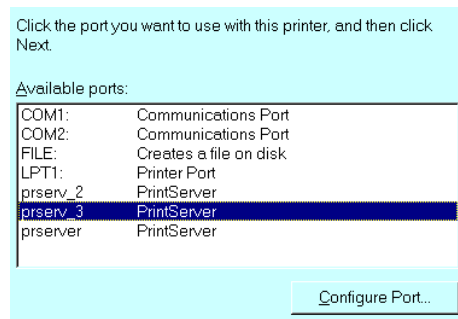 Click the port you want to use with this printer, and then click
Next.
Available ports:
COM1: Communications Port
COM2: Communications Port
FILE: Creates a file on disk
LPT1: Printer Port
prserv_2 PrintServer
prserv_3 PrintServer
prserver PrintServer
Configure Port...